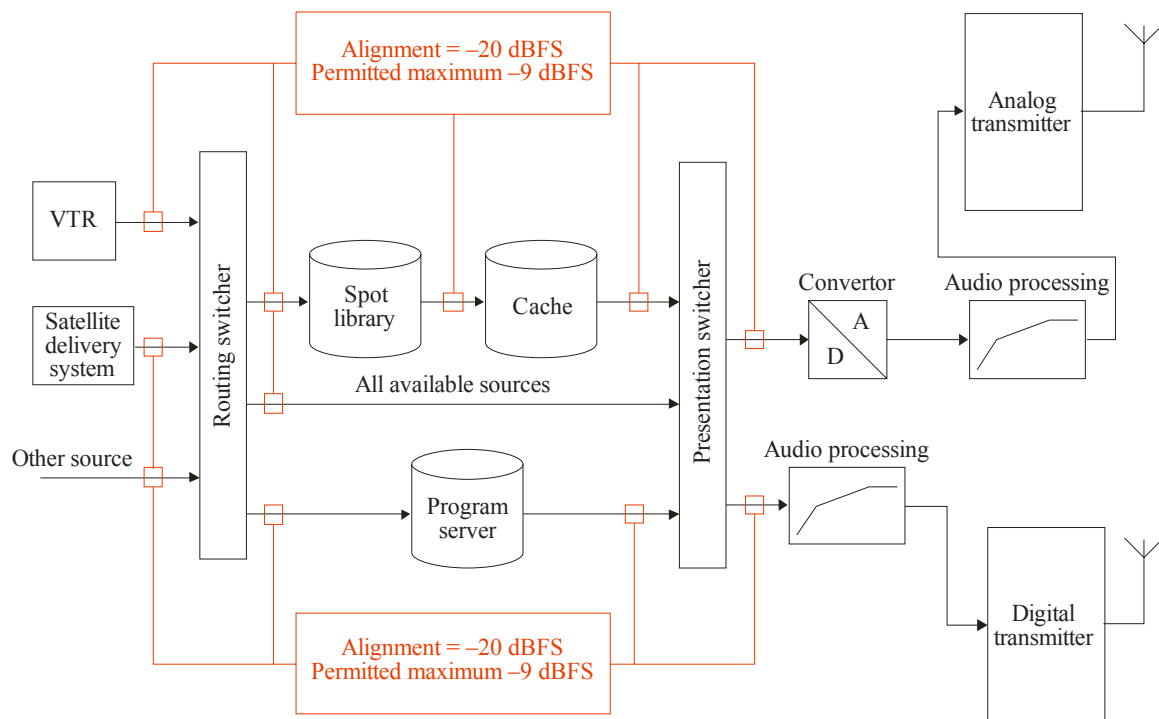 Alignment = –20 dBFS
Permitted maximum –9 dBFS
Analog
transmitter
VTR
Routing switcher
Spot
library
Cache
Presentation switcher
Convertor
A
D
Audio processing
Satellite
delivery
system
All available sources
Other source
Audio processing
Program
server
Digital
transmitter
Alignment = –20 dBFS
Permitted maximum –9 dBFS